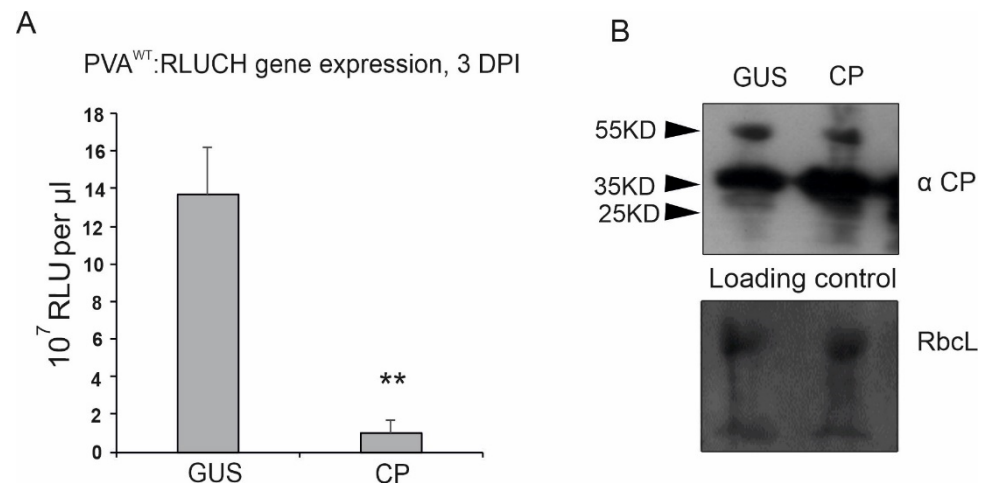 A
PVA^WT:RLUCH gene expression, 3 DPI
10^7 RLU per µl
18
16
14
12
10
8
6
4
2
0
**
GUS CP
B
GUS CP
55KD
35KD
25KD
α CP
Loading control
RbcL